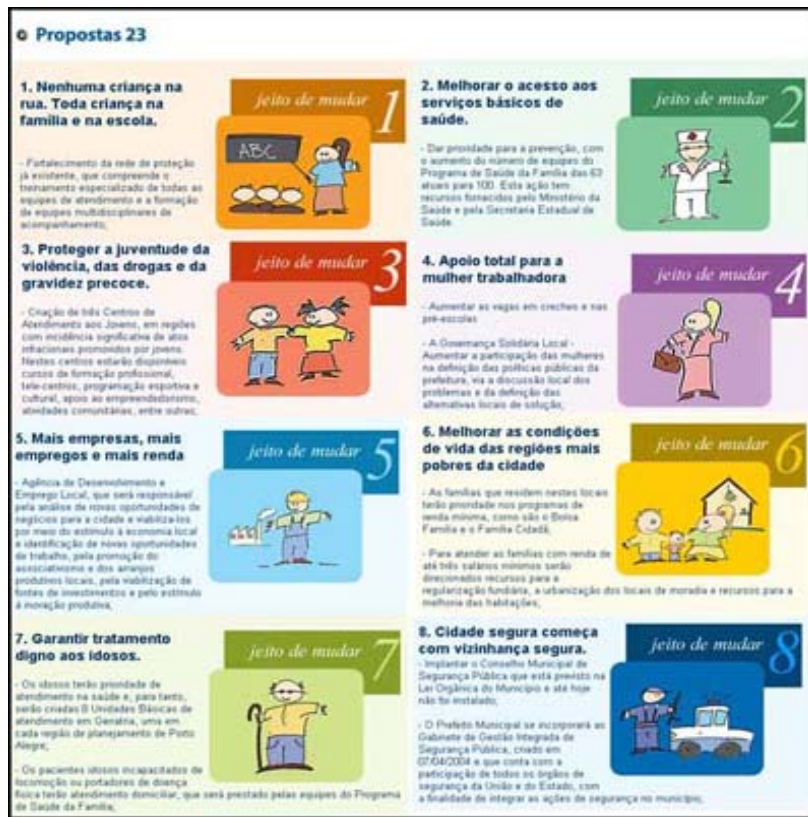 Propostas 23
1. Nenhuma criança na
rua. Toda criança na
família e na escola.
jeito de mudar 1
ABC
- Fortalecimento da rede de proteção
já existente, que compreende o
treinamento especializado de todas as
equipes de atendimento e a formação
de equipes multidisciplinares de
acompanhamento;
2. Melhorar o acesso aos
serviços básicos de
saúde.
jeito de mudar 2
- Dar prioridade para a prevenção, com
o aumento do número de equipes do
Programa de Saúde da Família das 63
atuais para 100. Esta ação tem
recursos fornecidos pelo Ministério da
Saúde e pela Secretaria Estadual de
Saúde.
3. Proteger a juventude da
violência, das drogas e da
gravidez precoce.
jeito de mudar 3
- Criação de três Centros de
Atendimento aos Jovens, em regiões
com incidência significativa de atos
infracionais promovidos por jovens.
Nestes centros estarão disponíveis
cursos de formação profissional,
tele-centros, programação esportiva e
cultural, apoio ao empreendedorismo,
atividades comunitárias, entre outras;
4. Apoio total para a
mulher trabalhadora
jeito de mudar 4
- Aumentar as vagas em creches e nas
pré-escolas
- A Governança Solidária Local -
Aumentar a participação das mulheres
na definição das políticas públicas da
prefeitura, via a discussão local dos
problemas e da definição das
alternativas locais de solução;
5. Mais empresas, mais
empregos e mais renda
jeito de mudar 5
- Agência de Desenvolvimento e
Emprego Local, que será responsável
pela análise de novas oportunidades de
negócios para a cidade e viabilizá-los
por meio do estímulo à economia local
e identificação de novas oportunidades
de trabalho, pela promoção do
associativismo e dos arranjos
produtivos locais, pela viabilização de
fontes de investimentos e pelo estímulo
à inovação produtiva;
6. Melhorar as condições
de vida das regiões mais
pobres da cidade
jeito de mudar 6
- As famílias que residem nestes locais
terão prioridade nos programas de
renda mínima, como são o Bolsa
Família e o Família Cidadã;
- Para atender as famílias com renda de
até três salários mínimos serão
direcionados recursos para a
regularização fundiária, a urbanização dos locais de moradia e recursos para a
melhoria das habitações;
7. Garantir tratamento
digno aos idosos.
jeito de mudar 7
- Os idosos terão prioridade de
atendimento na saúde e, para tanto,
serão criadas 8 Unidades Básicas de
atendimento em Geriatria, uma em
cada região de planejamento de Porto
Alegre;
- Os pacientes idosos incapacitados de
locomoção ou portadores de doença
física terão atendimento domiciliar, que será prestado pelas equipes do Programa
de Saúde da Família;
8. Cidade segura começa
com vizinhança segura.
jeito de mudar 8
- Implantar o Conselho Municipal de
Segurança Pública que está previsto na
Lei Orgânica do Município e até hoje
não foi instalado;
- O Prefeito Municipal se incorporará ao
Gabinete de Gestão Integrada de
Segurança Pública, criado em
07/04/2004 e que conta com a
participação de todos os órgãos de
segurança da União e do Estado, com
a finalidade de integrar as ações de segurança no município;